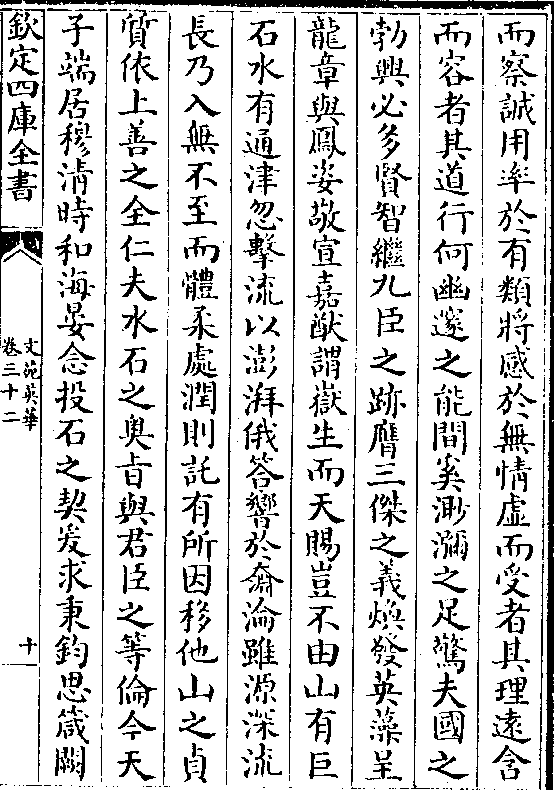 而察誠用率於有類將感於無情虛而受者其理遠含
而容者其道行何幽邃之能間奚渺瀰之足驚夫國之
勃興必多賢智繼九臣之跡膺三傑之義煥發英藻呈
龍章與鳳姿敬宣嘉猷謂嶽生而天賜豈不由山有巨
石水有通津忽擊流以澎湃俄答響於奫淪雖源深流
長乃入無不至而體柔處潤則託有所因移他山之貞
質依上善之全仁夫水石之奥旨與君臣之等倫今天
子端居穆清時和海晏念投石之契爰求秉鈞思箴闕
欽定四庫全書
文苑英華
卷三十二
十